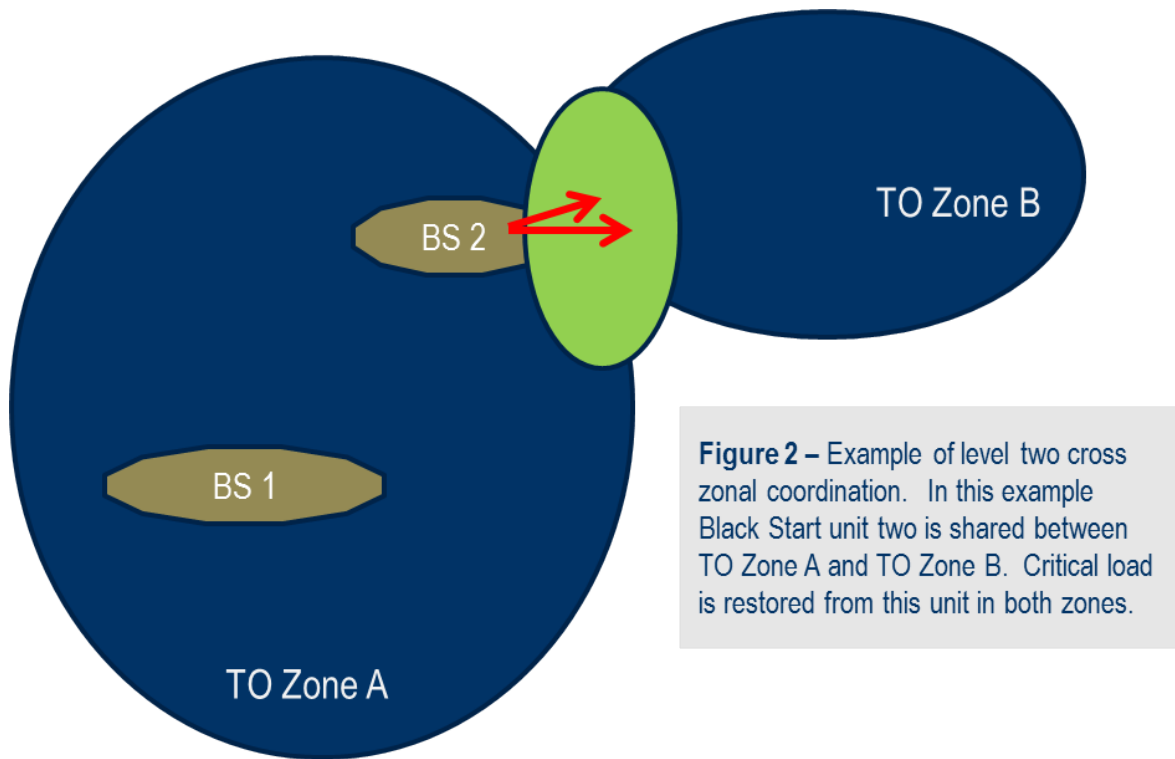 TO Zone B
BS 2
BS 1
TO Zone A
Figure 2 – Example of level two cross
zonal coordination. In this example
Black Start unit two is shared between
TO Zone A and TO Zone B. Critical load
is restored from this unit in both zones.